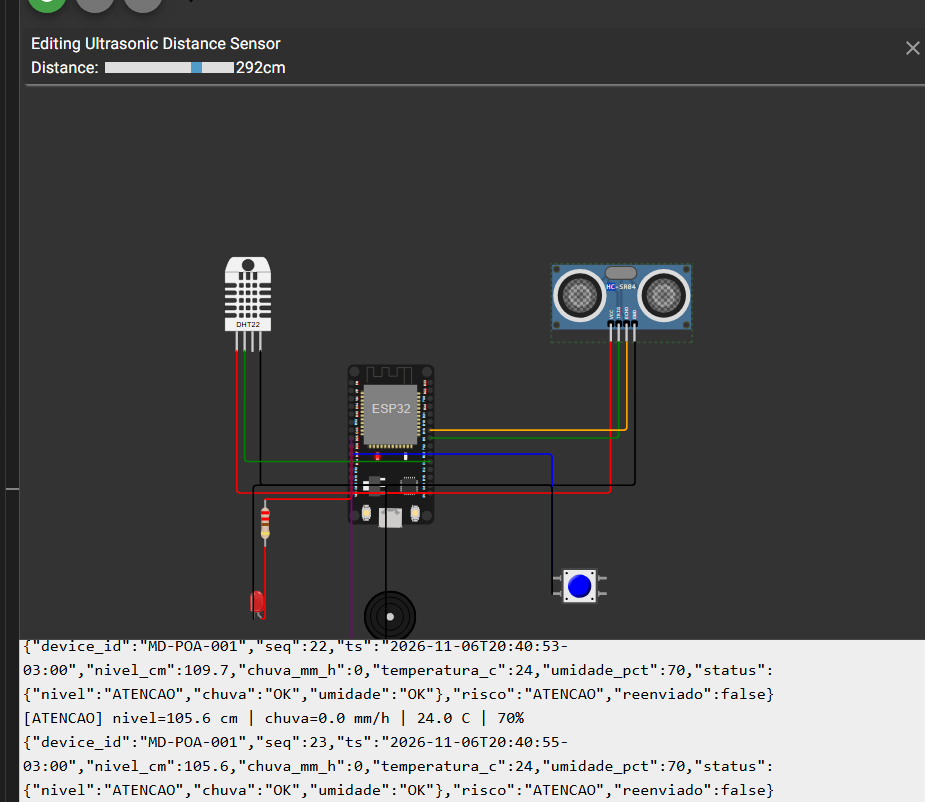 Editing Ultrasonic Distance Sensor
Distance: 292cm
DHT22
HC-SR04
VCC
TRIG
ECHO
GND
ESP32
{"device_id":"MD-POA-001","seq":22,"ts":"2026-11-06T20:40:53-
03:00","nivel_cm":109.7,"chuva_mm_h":0,"temperatura_c":24,"umidade_pct":70,"status":
{"nivel":"ATENCAO","chuva":"OK","umidade":"OK"},"risco":"ATENCAO","reenviado":false}
[ATENCAO] nivel=105.6 cm | chuva=0.0 mm/h | 24.0 C | 70%
{"device_id":"MD-POA-001","seq":23,"ts":"2026-11-06T20:40:55-
03:00","nivel_cm":105.6,"chuva_mm_h":0,"temperatura_c":24,"umidade_pct":70,"status":
{"nivel":"ATENCAO","chuva":"OK","umidade":"OK"},"risco":"ATENCAO","reenviado":false}